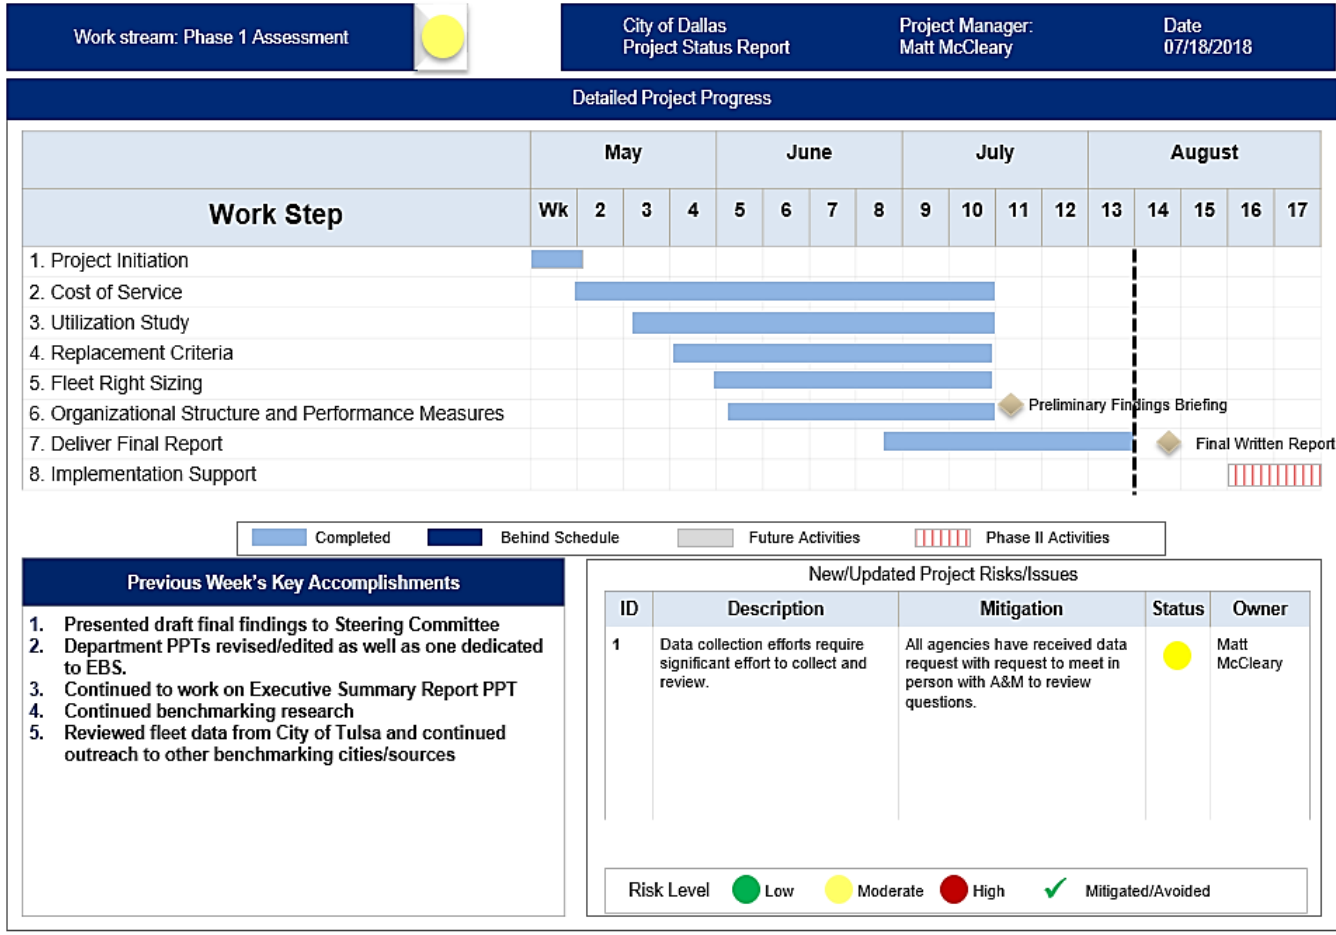 Work stream: Phase 1 Assessment
City of Dallas
Project Status Report
Project Manager:
Matt McCleary
Date
07/18/2018
Detailed Project Progress
May June July August
Work Step
Wk 2 3 4 5 6 7 8 9 10 11 12 13 14 15 16 17
1. Project Initiation
2. Cost of Service
3. Utilization Study
4. Replacement Criteria
5. Fleet Right Sizing
6. Organizational Structure and Performance Measures
Preliminary Findings Briefing
7. Deliver Final Report
Final Written Report
8. Implementation Support
Completed Behind Schedule Future Activities Phase II Activities
Previous Week's Key Accomplishments
1. Presented draft final findings to Steering Committee
2. Department PPTs revised/edited as well as one dedicated
to EBS.
3. Continued to work on Executive Summary Report PPT
4. Continued benchmarking research
5. Reviewed fleet data from City of Tulsa and continued
outreach to other benchmarking cities/sources
New/Updated Project Risks/Issues
ID Description Mitigation Status Owner
1
Data collection efforts require
significant effort to collect and
review.
All agencies have received data
request with request to meet in
person with A&M to review
questions.
Matt
McCleary
Risk Level Low Moderate High Mitigated/Avoided